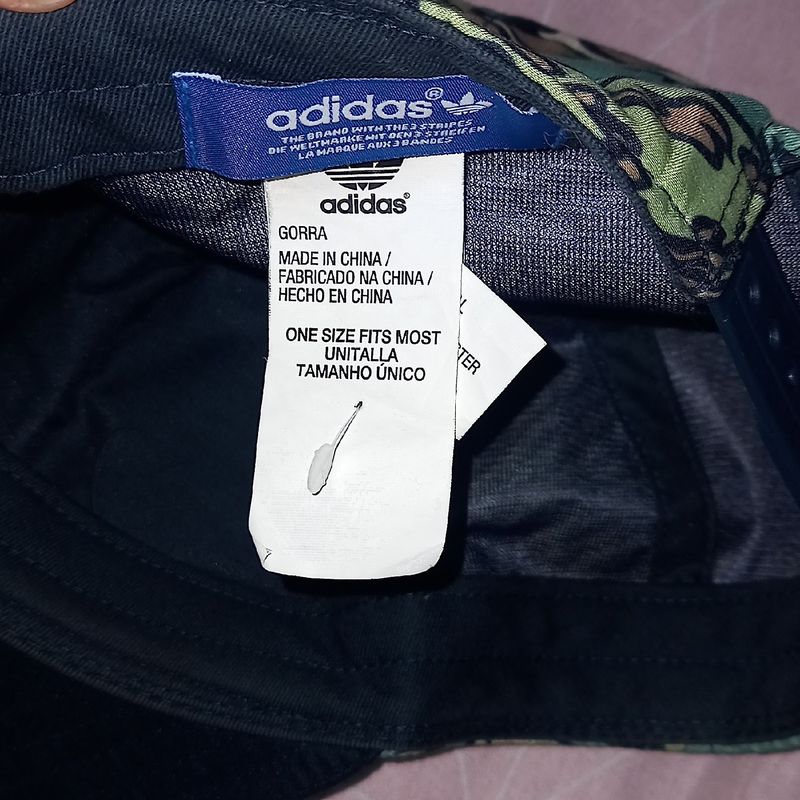 adidas®
THE BRAND WITH THE 3 STRIPES
DIE WELTMARKE MIT DEN 3 STREIFEN
LA MARQUE AUX 3 BANDES
adidas®
GORRA
MADE IN CHINA /
FABRICADO NA CHINA /
HECHO EN CHINA
ONE SIZE FITS MOST
UNITALLA
TAMANHO ÚNICO